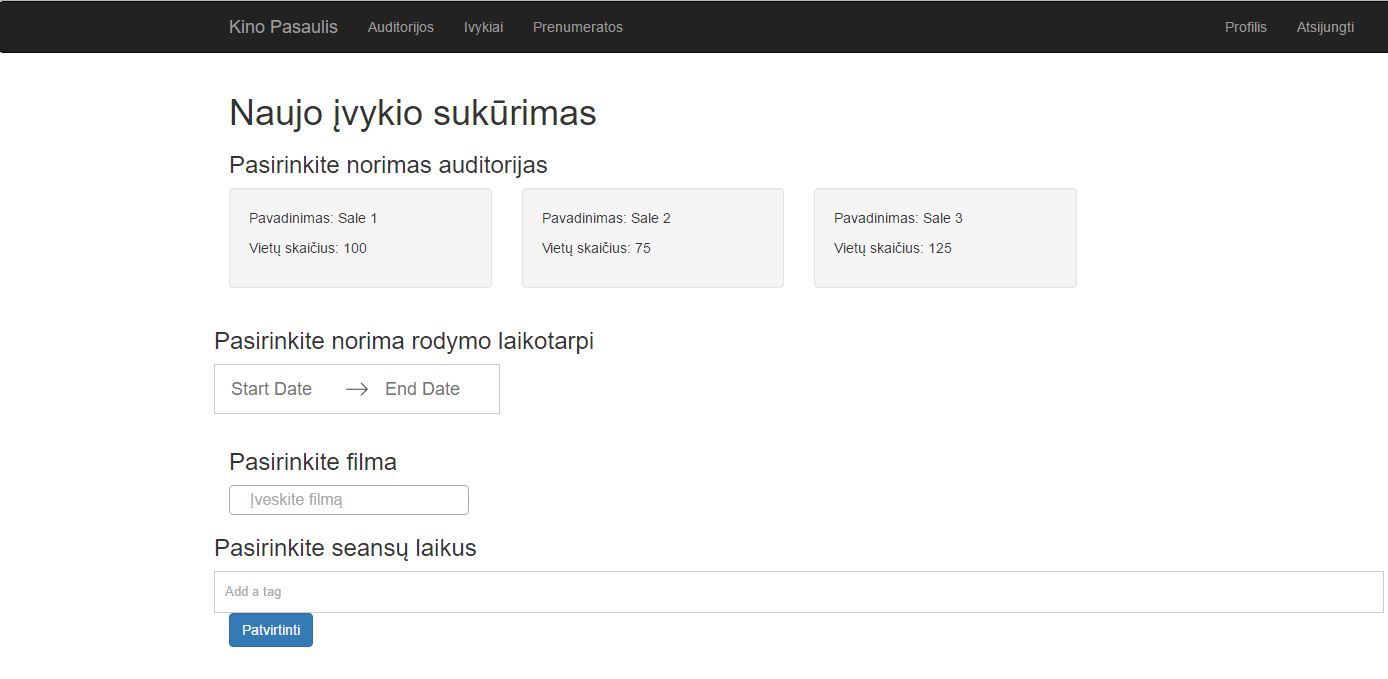 Kino Pasaulis Auditorijos Ivykiai Prenumeratos Profilis Atsijungti
Naujo įvykio sukūrimas
Pasirinkite norimas auditorijas
Pavadinimas: Sale 1
Vietų skaičius: 100
Pavadinimas: Sale 2
Vietų skaičius: 75
Pavadinimas: Sale 3
Vietų skaičius: 125
Pasirinkite norima rodymo laikotarpi
Start Date → End Date
Pasirinkite filma
Įveskite filmą
Pasirinkite seansų laikus
Add a tag
Patvirtinti